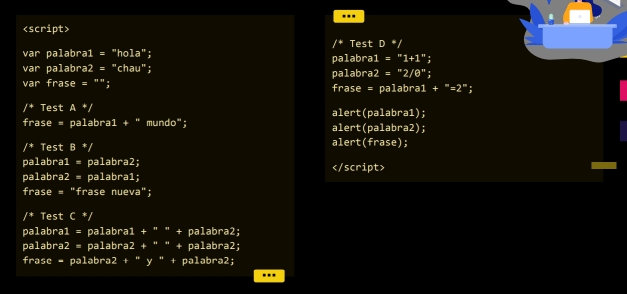 <script>
var palabra1 = "hola";
var palabra2 = "chau";
var frase = "";
/* Test A */
frase = palabra1 + " mundo";
/* Test B */
palabra1 = palabra2;
palabra2 = palabra1;
frase = "frase nueva";
/* Test C */
palabra1 = palabra1 + " " + palabra2;
palabra2 = palabra2 + " " + palabra2;
frase = palabra2 + " y " + palabra2;
/* Test D */
palabra1 = "1+1";
palabra2 = "2/0";
frase = palabra1 + "=2";
alert(palabra1);
alert(palabra2);
alert(frase);
</script>